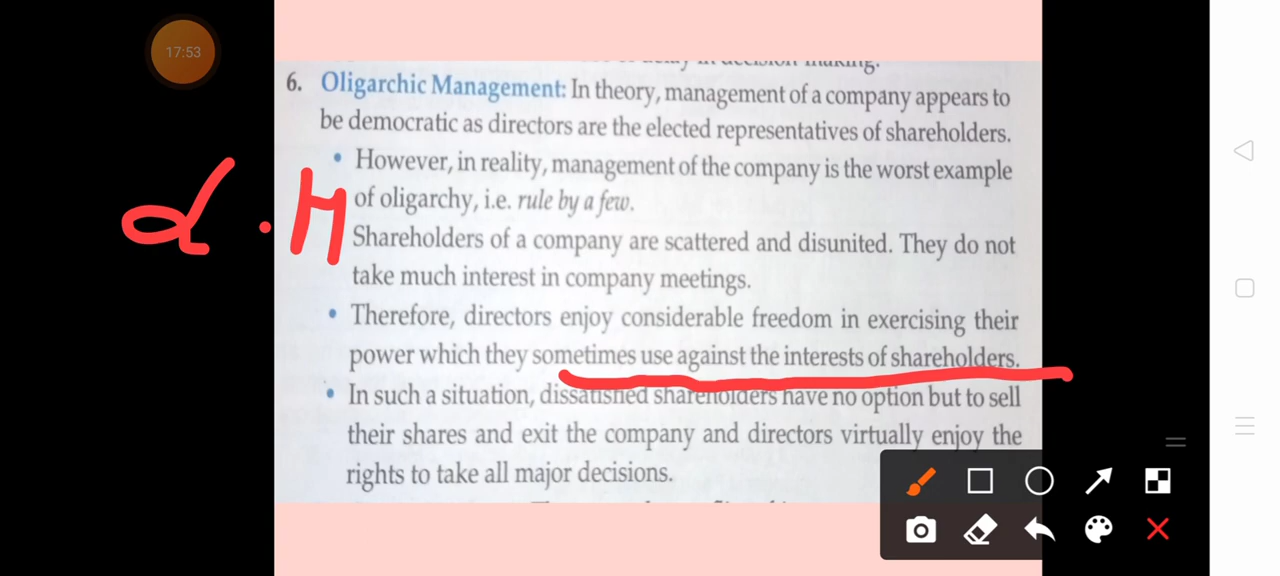 17:53
6. Oligarchic Management: In theory, management of a company appears to
be democratic as directors are the elected representatives of shareholders.
• However, in reality, management of the company is the worst example
of oligarchy, i.e. rule by a few.
Shareholders of a company are scattered and disunited. They do not
take much interest in company meetings.
• Therefore, directors enjoy considerable freedom in exercising their
power which they sometimes use against the interests of shareholders.
• In such a situation, dissatisfied shareholders have no option but to sell
their shares and exit the company and directors virtually enjoy the
rights to take all major decisions.